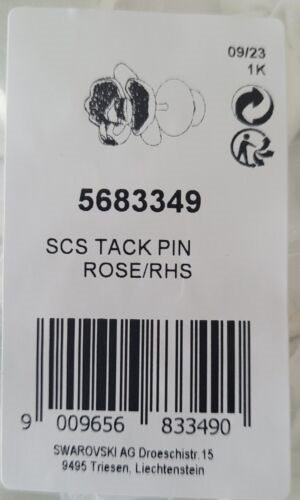 09/23
1K
5683349
SCS TACK PIN
ROSE/RHS
9 009656 833490
SWAROVSKI AG Droeschistr. 15
9495 Triesen, Liechtenstein